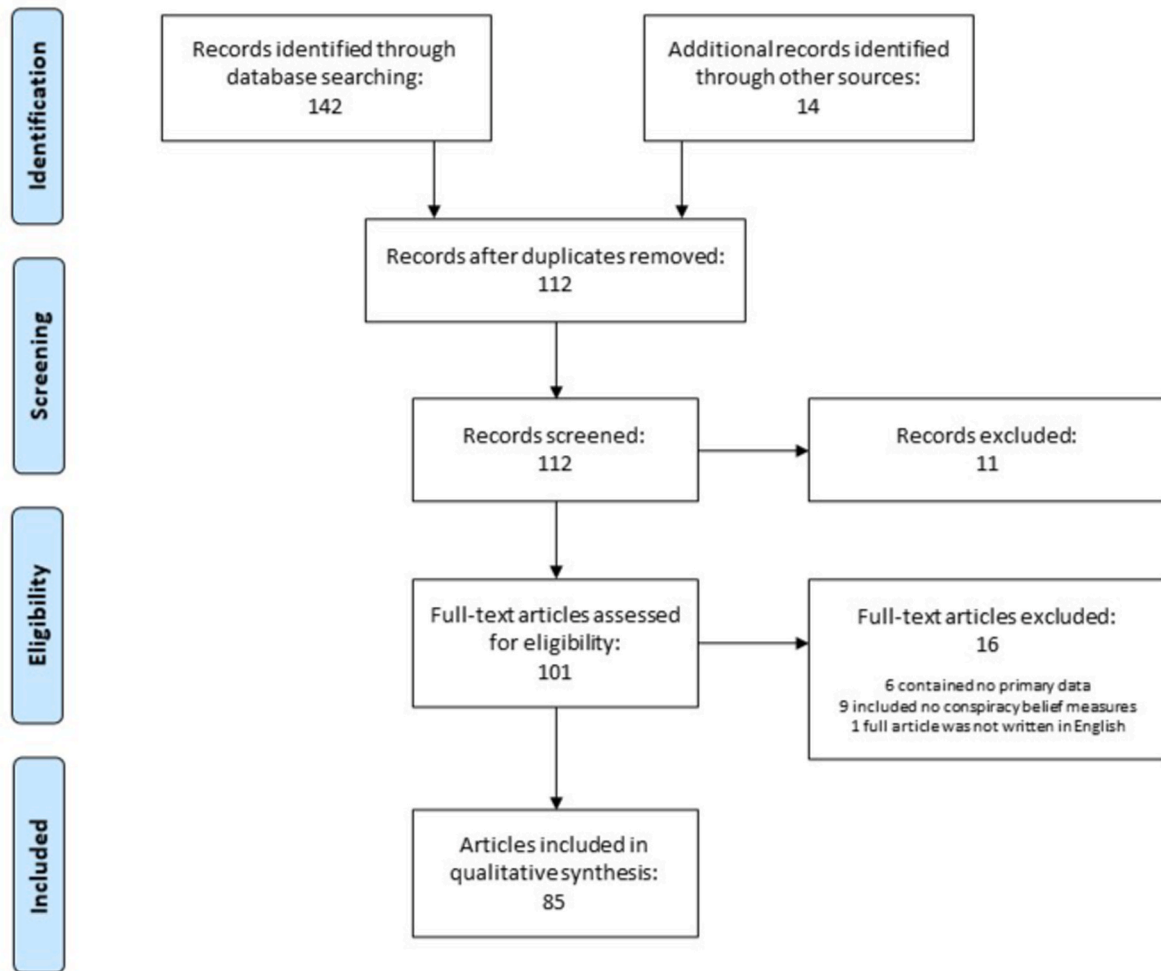 Identification
Records identified through
database searching:
142
Additional records identified
through other sources:
14
Records after duplicates removed:
112
Screening
Records screened:
112
Records excluded:
11
Eligibility
Full-text articles assessed
for eligibility:
101
Full-text articles excluded:
16
6 contained no primary data
9 included no conspiracy belief measures
1 full article was not written in English
Included
Articles included in
qualitative synthesis:
85